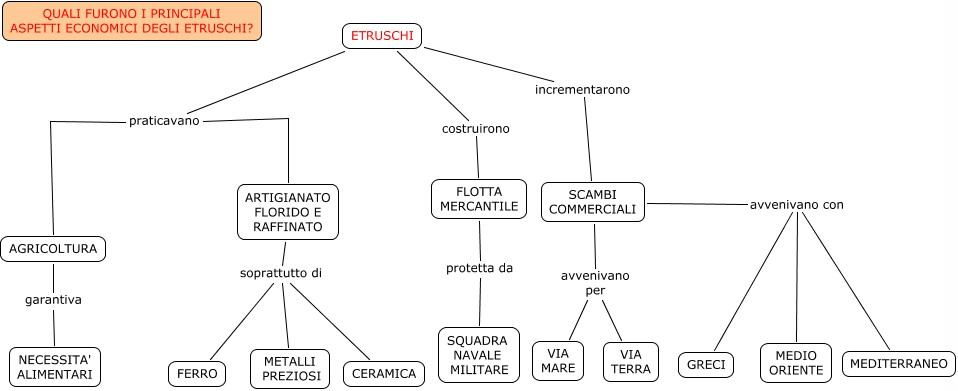 QUALI FURONO I PRINCIPALI
ASPETTI ECONOMICI DEGLI ETRUSCHI?
ETRUSCHI
praticavano
costruirono
incrementarono
AGRICOLTURA
garantiva
NECESSITA'
ALIMENTARI
ARTIGIANATO
FLORIDO E
RAFFINATO
soprattutto di
FERRO
METALLI
PREZIOSI
CERAMICA
FLOTTA
MERCANTILE
protetta da
SQUADRA
NAVALE
MILITARE
SCAMBI
COMMERCIALI
avvenivano
per
VIA
MARE
VIA
TERRA
avvenivano con
GRECI
MEDIO
ORIENTE
MEDITERRANEO